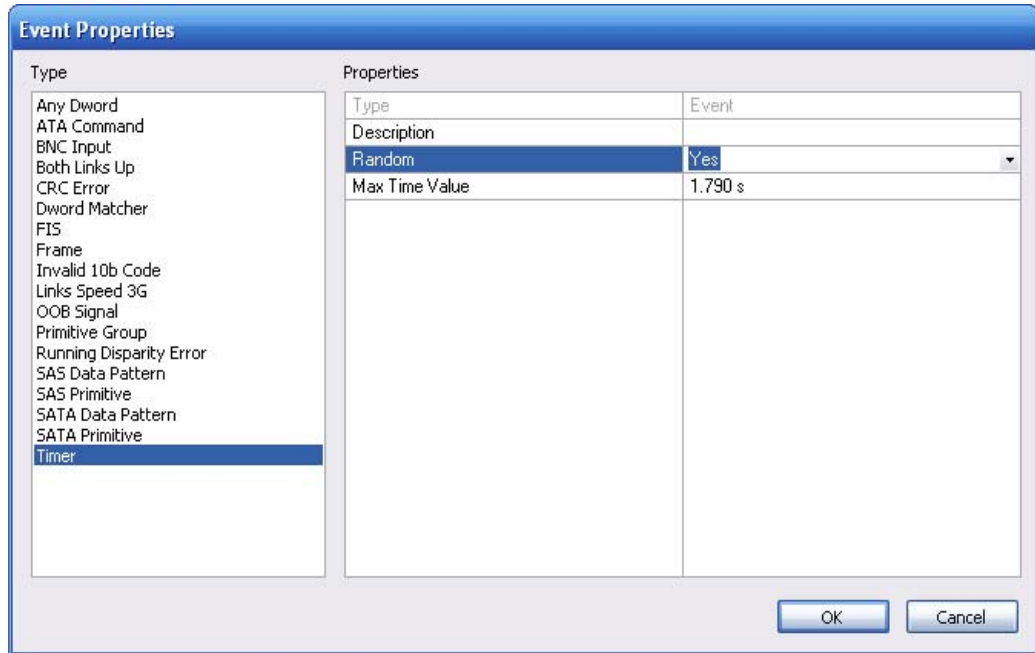 Event Properties
Type
Properties
Any Dword
ATA Command
BNC Input
Both Links Up
CRC Error
Dword Matcher
FIS
Frame
Invalid 10b Code
Links Speed 3G
OOB Signal
Primitive Group
Running Disparity Error
SAS Data Pattern
SAS Primitive
SATA Data Pattern
SATA Primitive
Timer
Type Event
Description
Random Yes
Max Time Value 1.790 s
OK Cancel